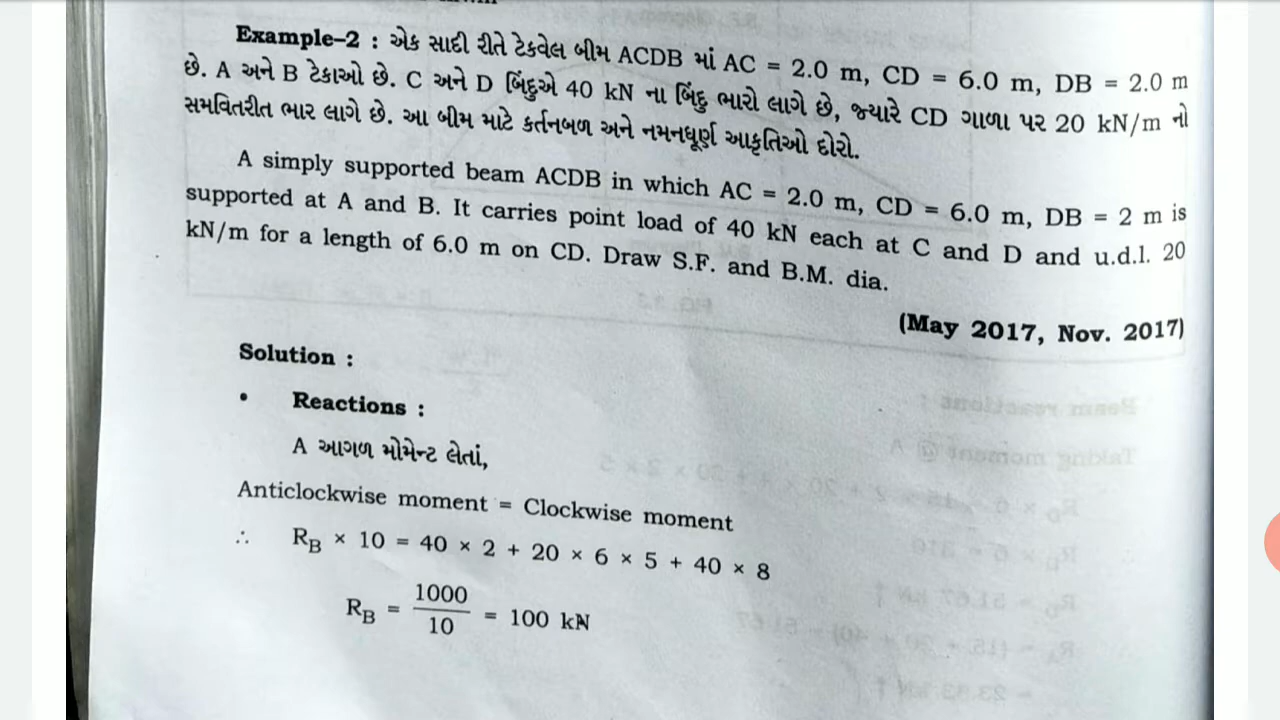 Example–2 : એક સાદી રીતે ટેકવેલ બીમ ACDB માં AC = 2.0 m, CD = 6.0 m, DB = 2.0 m
છે. A અને B ટેકાઓ છે. C અને D બિંદુએ 40 kN ના બિંદુ ભારો લાગે છે, જ્યારે CD ગાળા પર 20 kN/m નો
સમવિતરીત ભાર લાગે છે. આ બીમ માટે કર્તનબળ અને નમનઘૂર્ણ આકૃતિઓ દોરો.
A simply supported beam ACDB in which AC = 2.0 m, CD = 6.0 m, DB = 2 m is
supported at A and B. It carries point load of 40 kN each at C and D and u.d.l. 20
kN/m for a length of 6.0 m on CD. Draw S.F. and B.M. dia.
(May 2017, Nov. 2017)
Solution :
• Reactions :
A આગળ મોમેન્ટ લેતાં,
Anticlockwise moment = Clockwise moment
∴ R_B × 10 = 40 × 2 + 20 × 6 × 5 + 40 × 8
R_B = 1000/10 = 100 kN